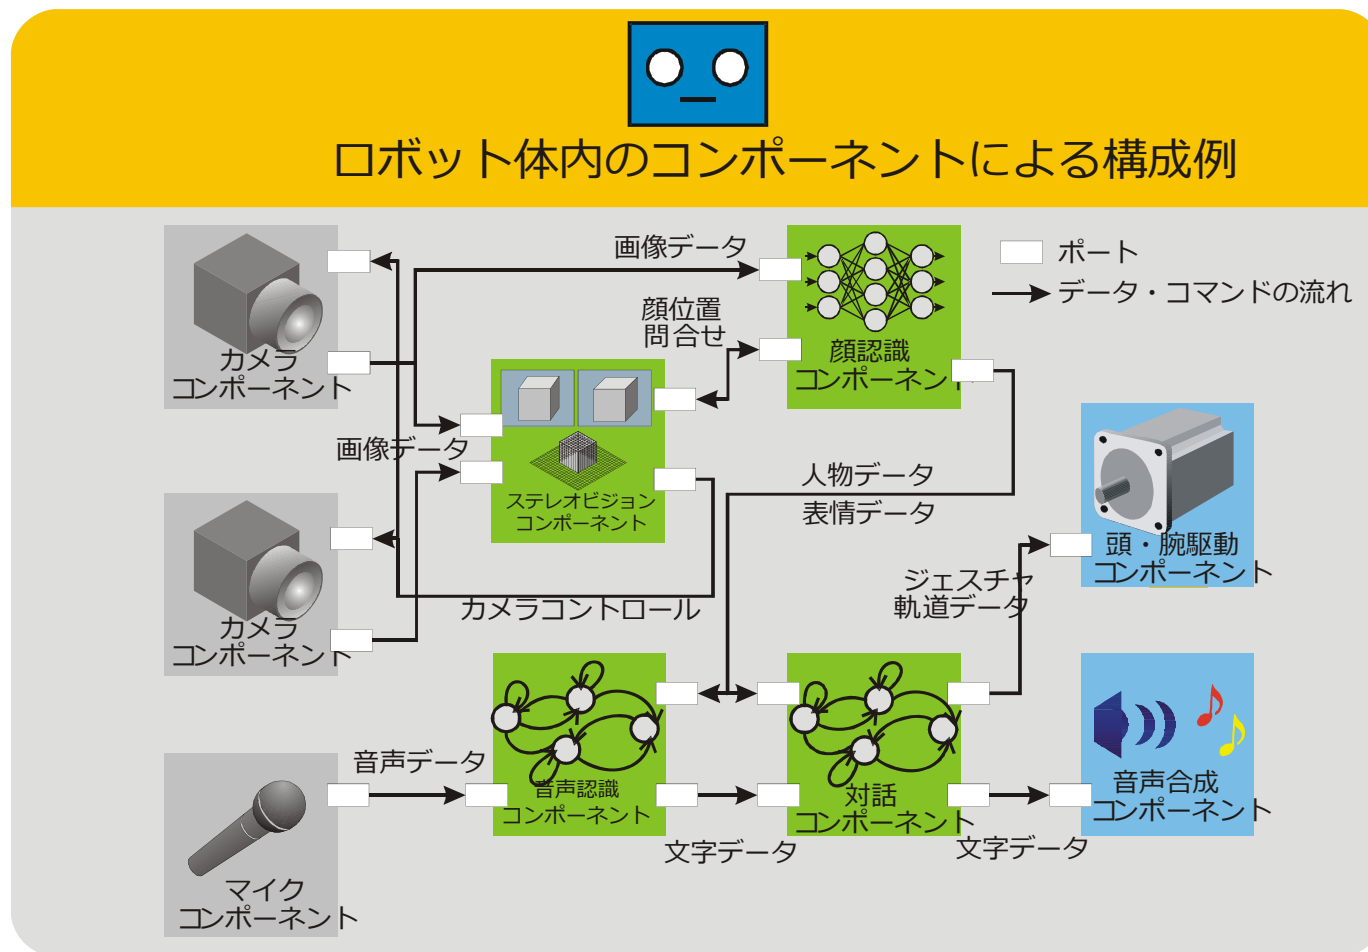 ロボット体内のコンポーネントによる構成例
画像データ
ポート
データ・コマンドの流れ
顔位置
問合せ
カメラ
コンポーネント
顔認識
コンポーネント
画像データ
ステレオビジョン
コンポーネント
人物データ
表情データ
頭・腕駆動
コンポーネント
ジェスチャ
軌道データ
カメラコントロール
カメラ
コンポーネント
音声データ
音声認識
コンポーネント
対話
コンポーネント
音声合成
コンポーネント
文字データ
文字データ
マイク
コンポーネント